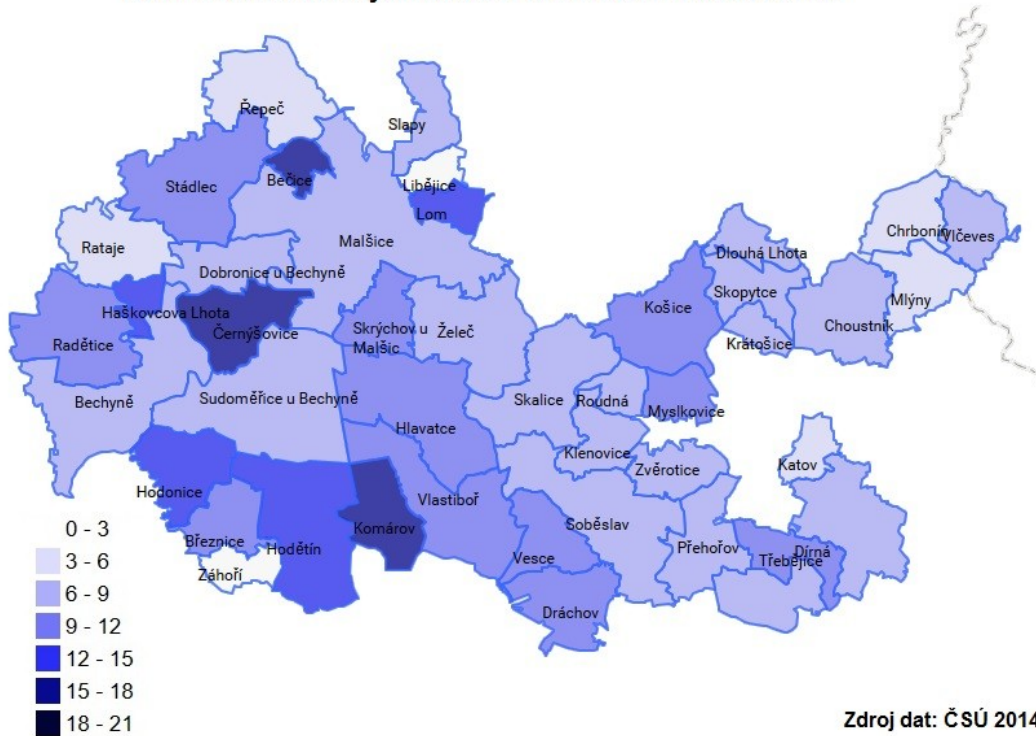 Řepeč
Slapy
Bečice
Stádlec
Libějice
Lom
Malšice
Rataje
Chrbonín
Vlčeves
Dlouhá Lhota
Dobronice u Bechyně
Skopytce
Mlýny
Haškovcova Lhota
Košice
Choustník
Černýšovice
Skrýchov u
Malšic
Želeč
Krátošice
Radětice
Bechyně
Sudoměřice u Bechyně
Skalice
Roudná
Myslkovice
Hlavatce
Klenovice
Zvěrotice
Katov
Hodonice
Vlastiboř
Komárov
Soběslav
Březnice
Hodětín
Přehořov
Dírná
Třebějice
Vesce
Záhoří
Dráchov
0 - 3
3 - 6
6 - 9
9 - 12
12 - 15
15 - 18
18 - 21
Zdroj dat: ČSÚ 2014